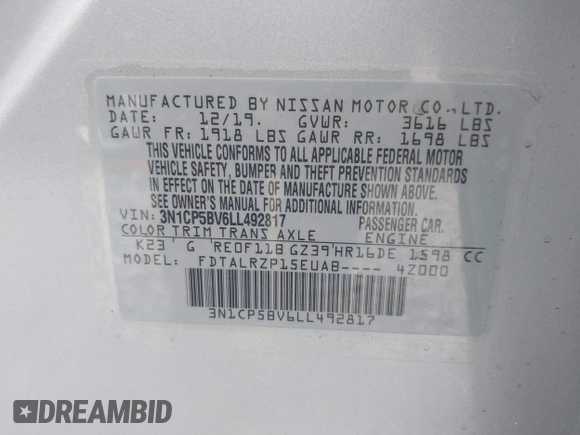 MANUFACTURED BY NISSAN MOTOR CO., LTD.
DATE: 12/19. GVWR: 3616 LBS
GAWR FR: 1918 LBS GAWR RR: 1698 LBS
THIS VEHICLE CONFORMS TO ALL APPLICABLE FEDERAL MOTOR
VEHICLE SAFETY, BUMPER AND THEFT PREVENTION STANDARDS
IN EFFECT ON THE DATE OF MANUFACTURE SHOWN ABOVE.
SEE OWNER'S MANUAL FOR FURTHER INFORMATION.
VIN: 3N1CP5BV6LL492817 PASSENGER CAR.
COLOR TRIM TRANS AXLE ENGINE
K23 G RE0F11B GZ39 HR16DE 1598 CC
MODEL: FDTALRZP15EUAB---- 4Z000
3N1CP5BV6LL492817
DREAMBID